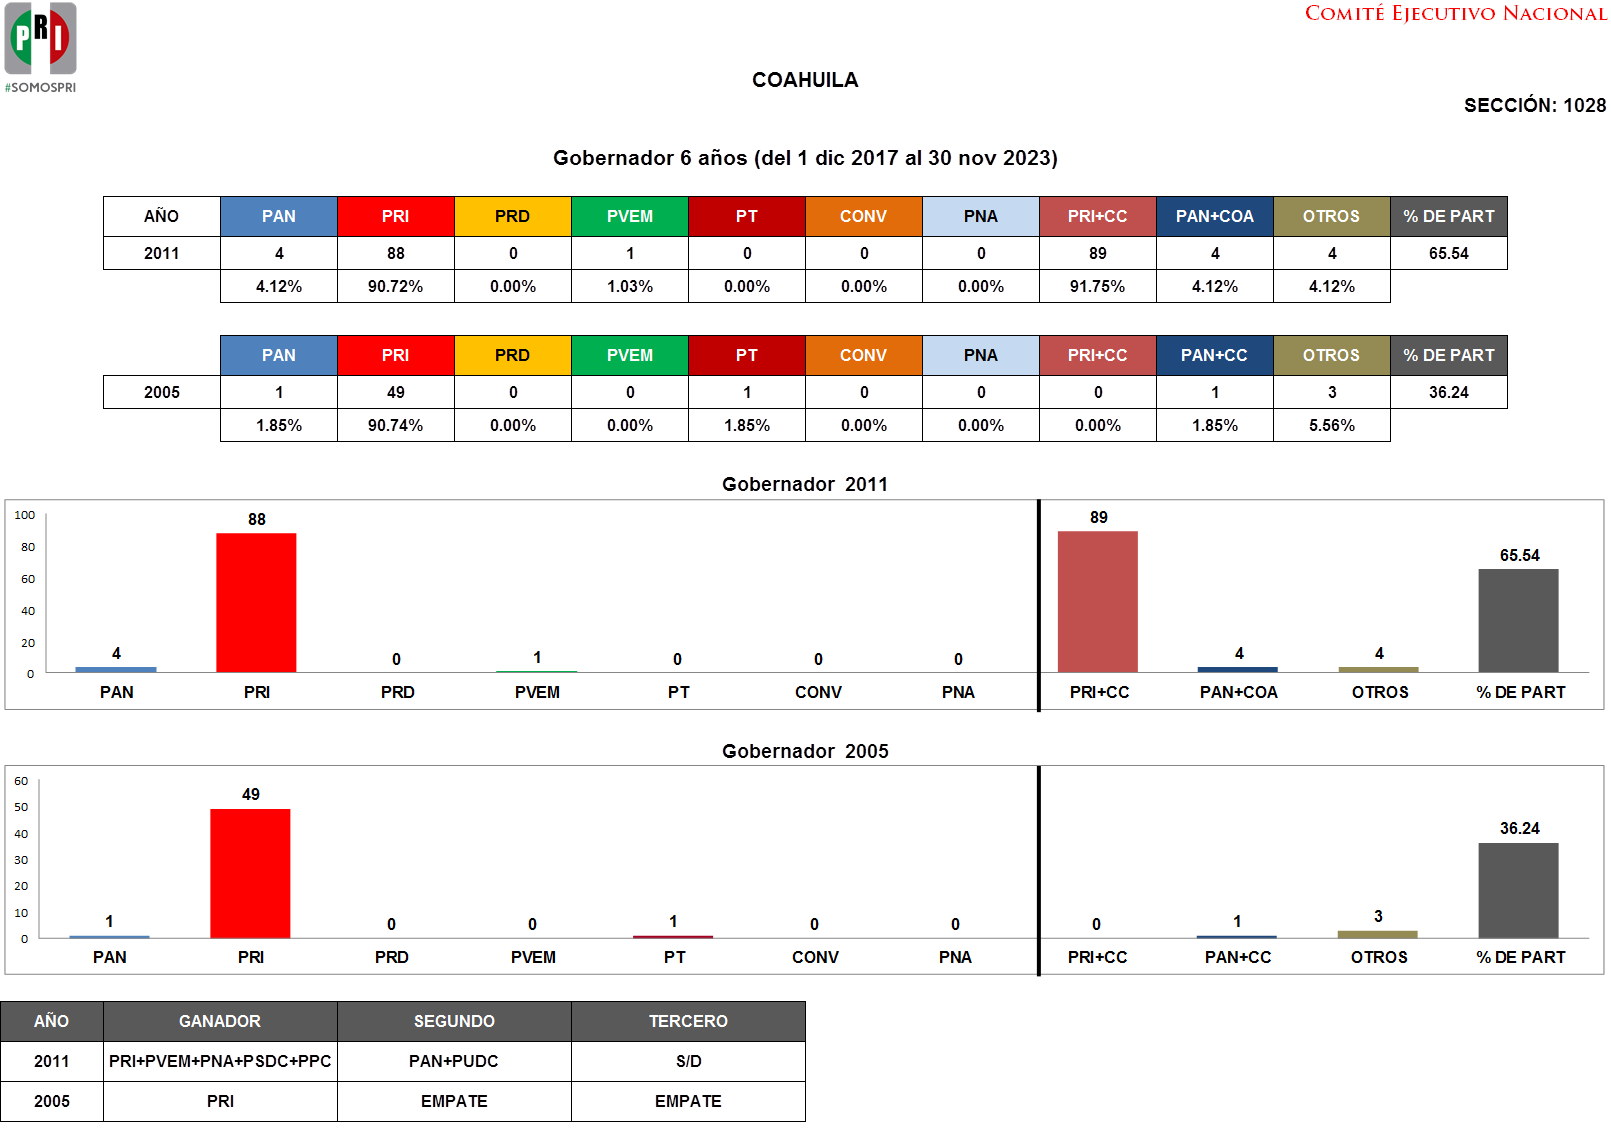 PRI
#SOMOSPRI
COMITÉ EJECUTIVO NACIONAL
COAHUILA
SECCIÓN: 1028
Gobernador 6 años (del 1 dic 2017 al 30 nov 2023)
AÑO PAN PRI PRD PVEM PT CONV PNA PRI+CC PAN+COA OTROS % DE PART
2011 4 88 0 1 0 0 0 89 4 4 65.54
4.12% 90.72% 0.00% 1.03% 0.00% 0.00% 0.00% 91.75% 4.12% 4.12%
PAN PRI PRD PVEM PT CONV PNA PRI+CC PAN+CC OTROS % DE PART
2005 1 49 0 0 1 0 0 0 1 3 36.24
1.85% 90.74% 0.00% 0.00% 1.85% 0.00% 0.00% 0.00% 1.85% 5.56%
Gobernador 2011
100
80
60
40
20
0
4 88 0 1 0 0 0 89 4 4 65.54
PAN PRI PRD PVEM PT CONV PNA PRI+CC PAN+COA OTROS % DE PART
Gobernador 2005
60
50
40
30
20
10
0
1 49 0 0 1 0 0 0 1 3 36.24
PAN PRI PRD PVEM PT CONV PNA PRI+CC PAN+CC OTROS % DE PART
AÑO GANADOR SEGUNDO TERCERO
2011 PRI+PVEM+PNA+PSDC+PPC PAN+PUDC S/D
2005 PRI EMPATE EMPATE